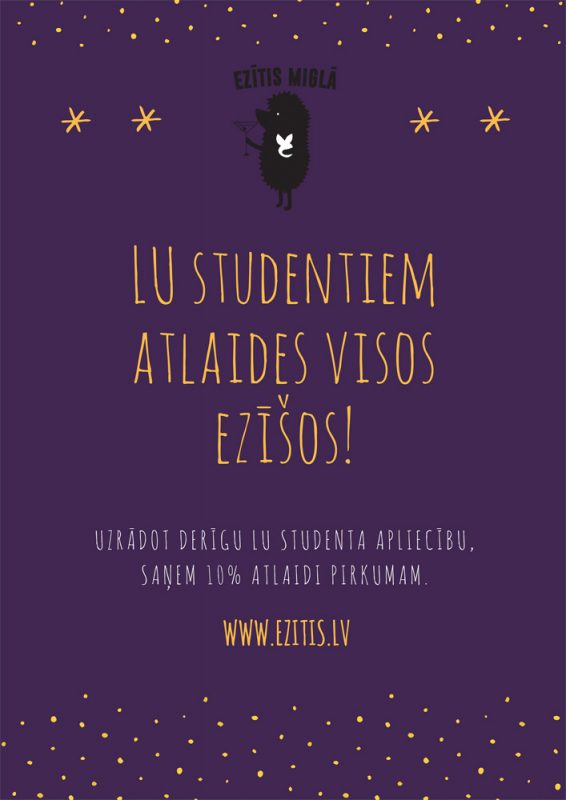 EZĪTIS MIGLĀ
LU STUDENTIEM
ATLAIDES VISOS
EZĪŠOS!
UZRĀDOT DERĪGU LU STUDENTA APLIECĪBU,
SAŅEM 10% ATLAIDI PIRKUMAM.
WWW.EZITIS.LV